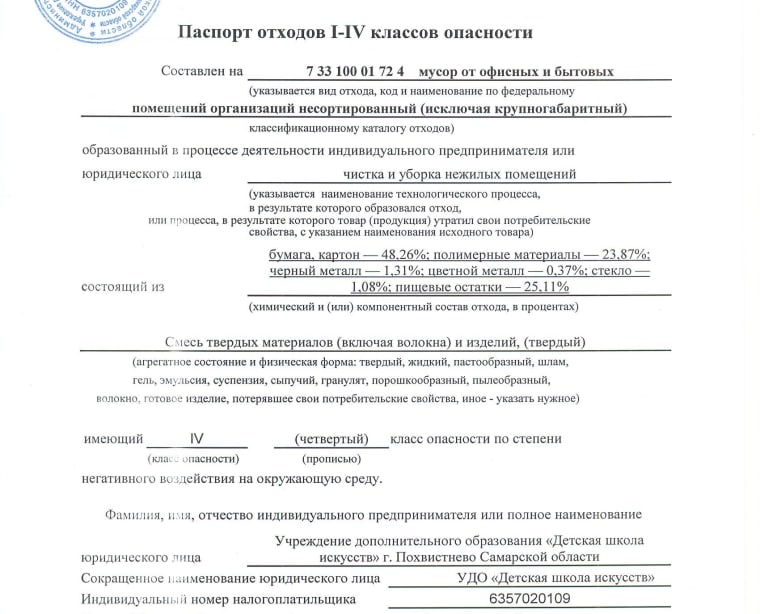 ИНН 6357020109
Паспорт отходов I-IV классов опасности
Составлен на 7 33 100 01 72 4 мусор от офисных и бытовых
(указывается вид отхода, код и наименование по федеральному
помещений организаций несортированный (исключая крупногабаритный)
классификационному каталогу отходов)
образованный в процессе деятельности индивидуального предпринимателя или
юридического лица чистка и уборка нежилых помещений
(указывается наименование технологического процесса,
в результате которого образовался отход,
или процесса, в результате которого товар (продукция) утратил свои потребительские
свойства, с указанием наименования исходного товара)
бумага, картон — 48,26%; полимерные материалы — 23,87%;
черный металл — 1,31%; цветной металл — 0,37%; стекло —
состоящий из 1,08%; пищевые остатки — 25,11%
(химический и (или) компонентный состав отхода, в процентах)
Смесь твердых материалов (включая волокна) и изделий, (твердый)
(агрегатное состояние и физическая форма: твердый, жидкий, пастообразный, шлам,
гель, эмульсия, суспензия, сыпучий, гранулят, порошкообразный, пылеобразный,
волокно, готовое изделие, потерявшее свои потребительские свойства, иное - указать нужное)
имеющий IV (четвертый) класс опасности по степени
(класс опасности) (прописью)
негативного воздействия на окружающую среду.
Фамилия, имя, отчество индивидуального предпринимателя или полное наименование
Учреждение дополнительного образования «Детская школа
юридического лица искусств» г. Похвистнево Самарской области
Сокращенное наименование юридического лица УДО «Детская школа искусств»
Индивидуальный номер налогоплательщика 6357020109